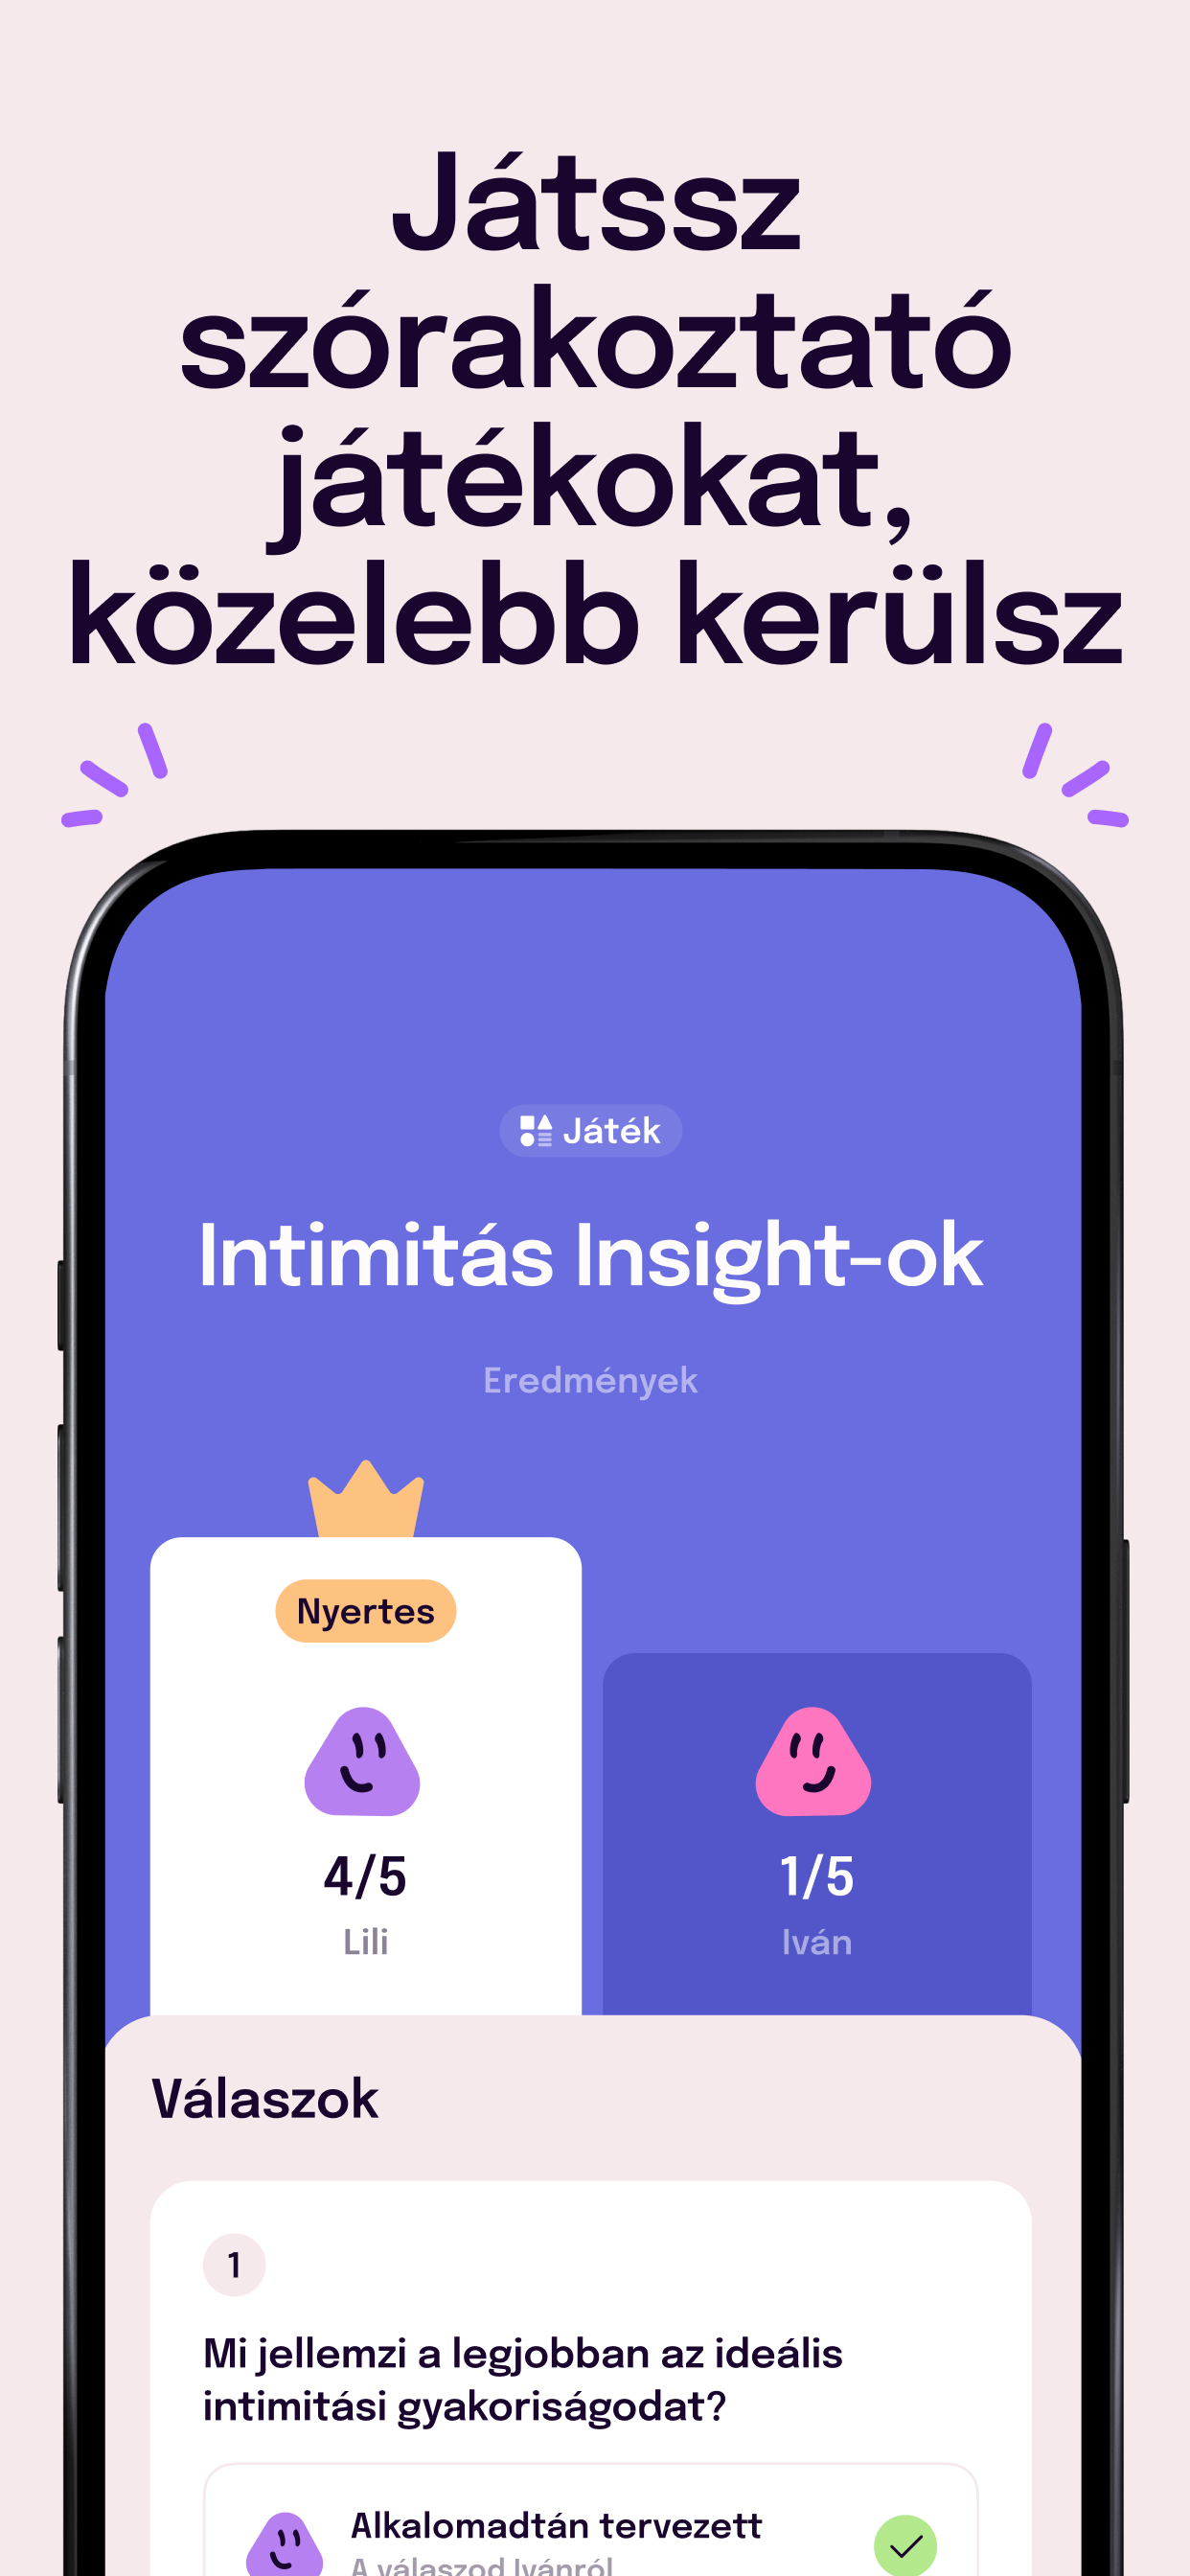 Játssz
szórakoztató
játékokat,
közelebb kerülsz
Játék
Intimitás Insight-ok
Eredmények
Nyertes
4/5
Lili
1/5
Iván
Válaszok
1
Mi jellemzi a legjobban az ideális
intimitási gyakoriságodat?
Alkalomadtán tervezett
A válaszod Ivánról